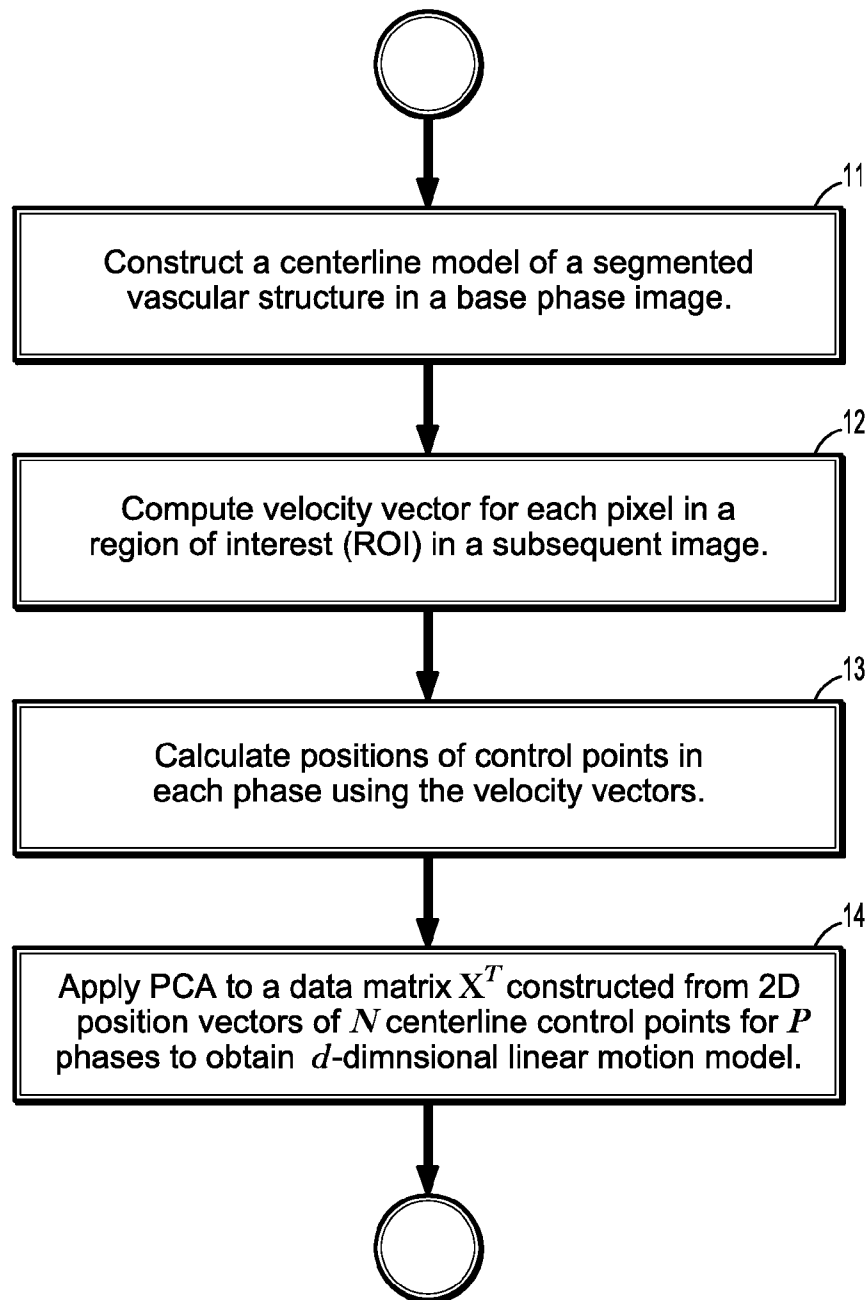 11
Construct a centerline model of a segmented
vascular structure in a base phase image.
12
Compute velocity vector for each pixel in a
region of interest (ROI) in a subsequent image.
13
Calculate positions of control points in
each phase using the velocity vectors.
14
Apply PCA to a data matrix X^T constructed from 2D
position vectors of N centerline control points for P
phases to obtain d-dimnsional linear motion model.